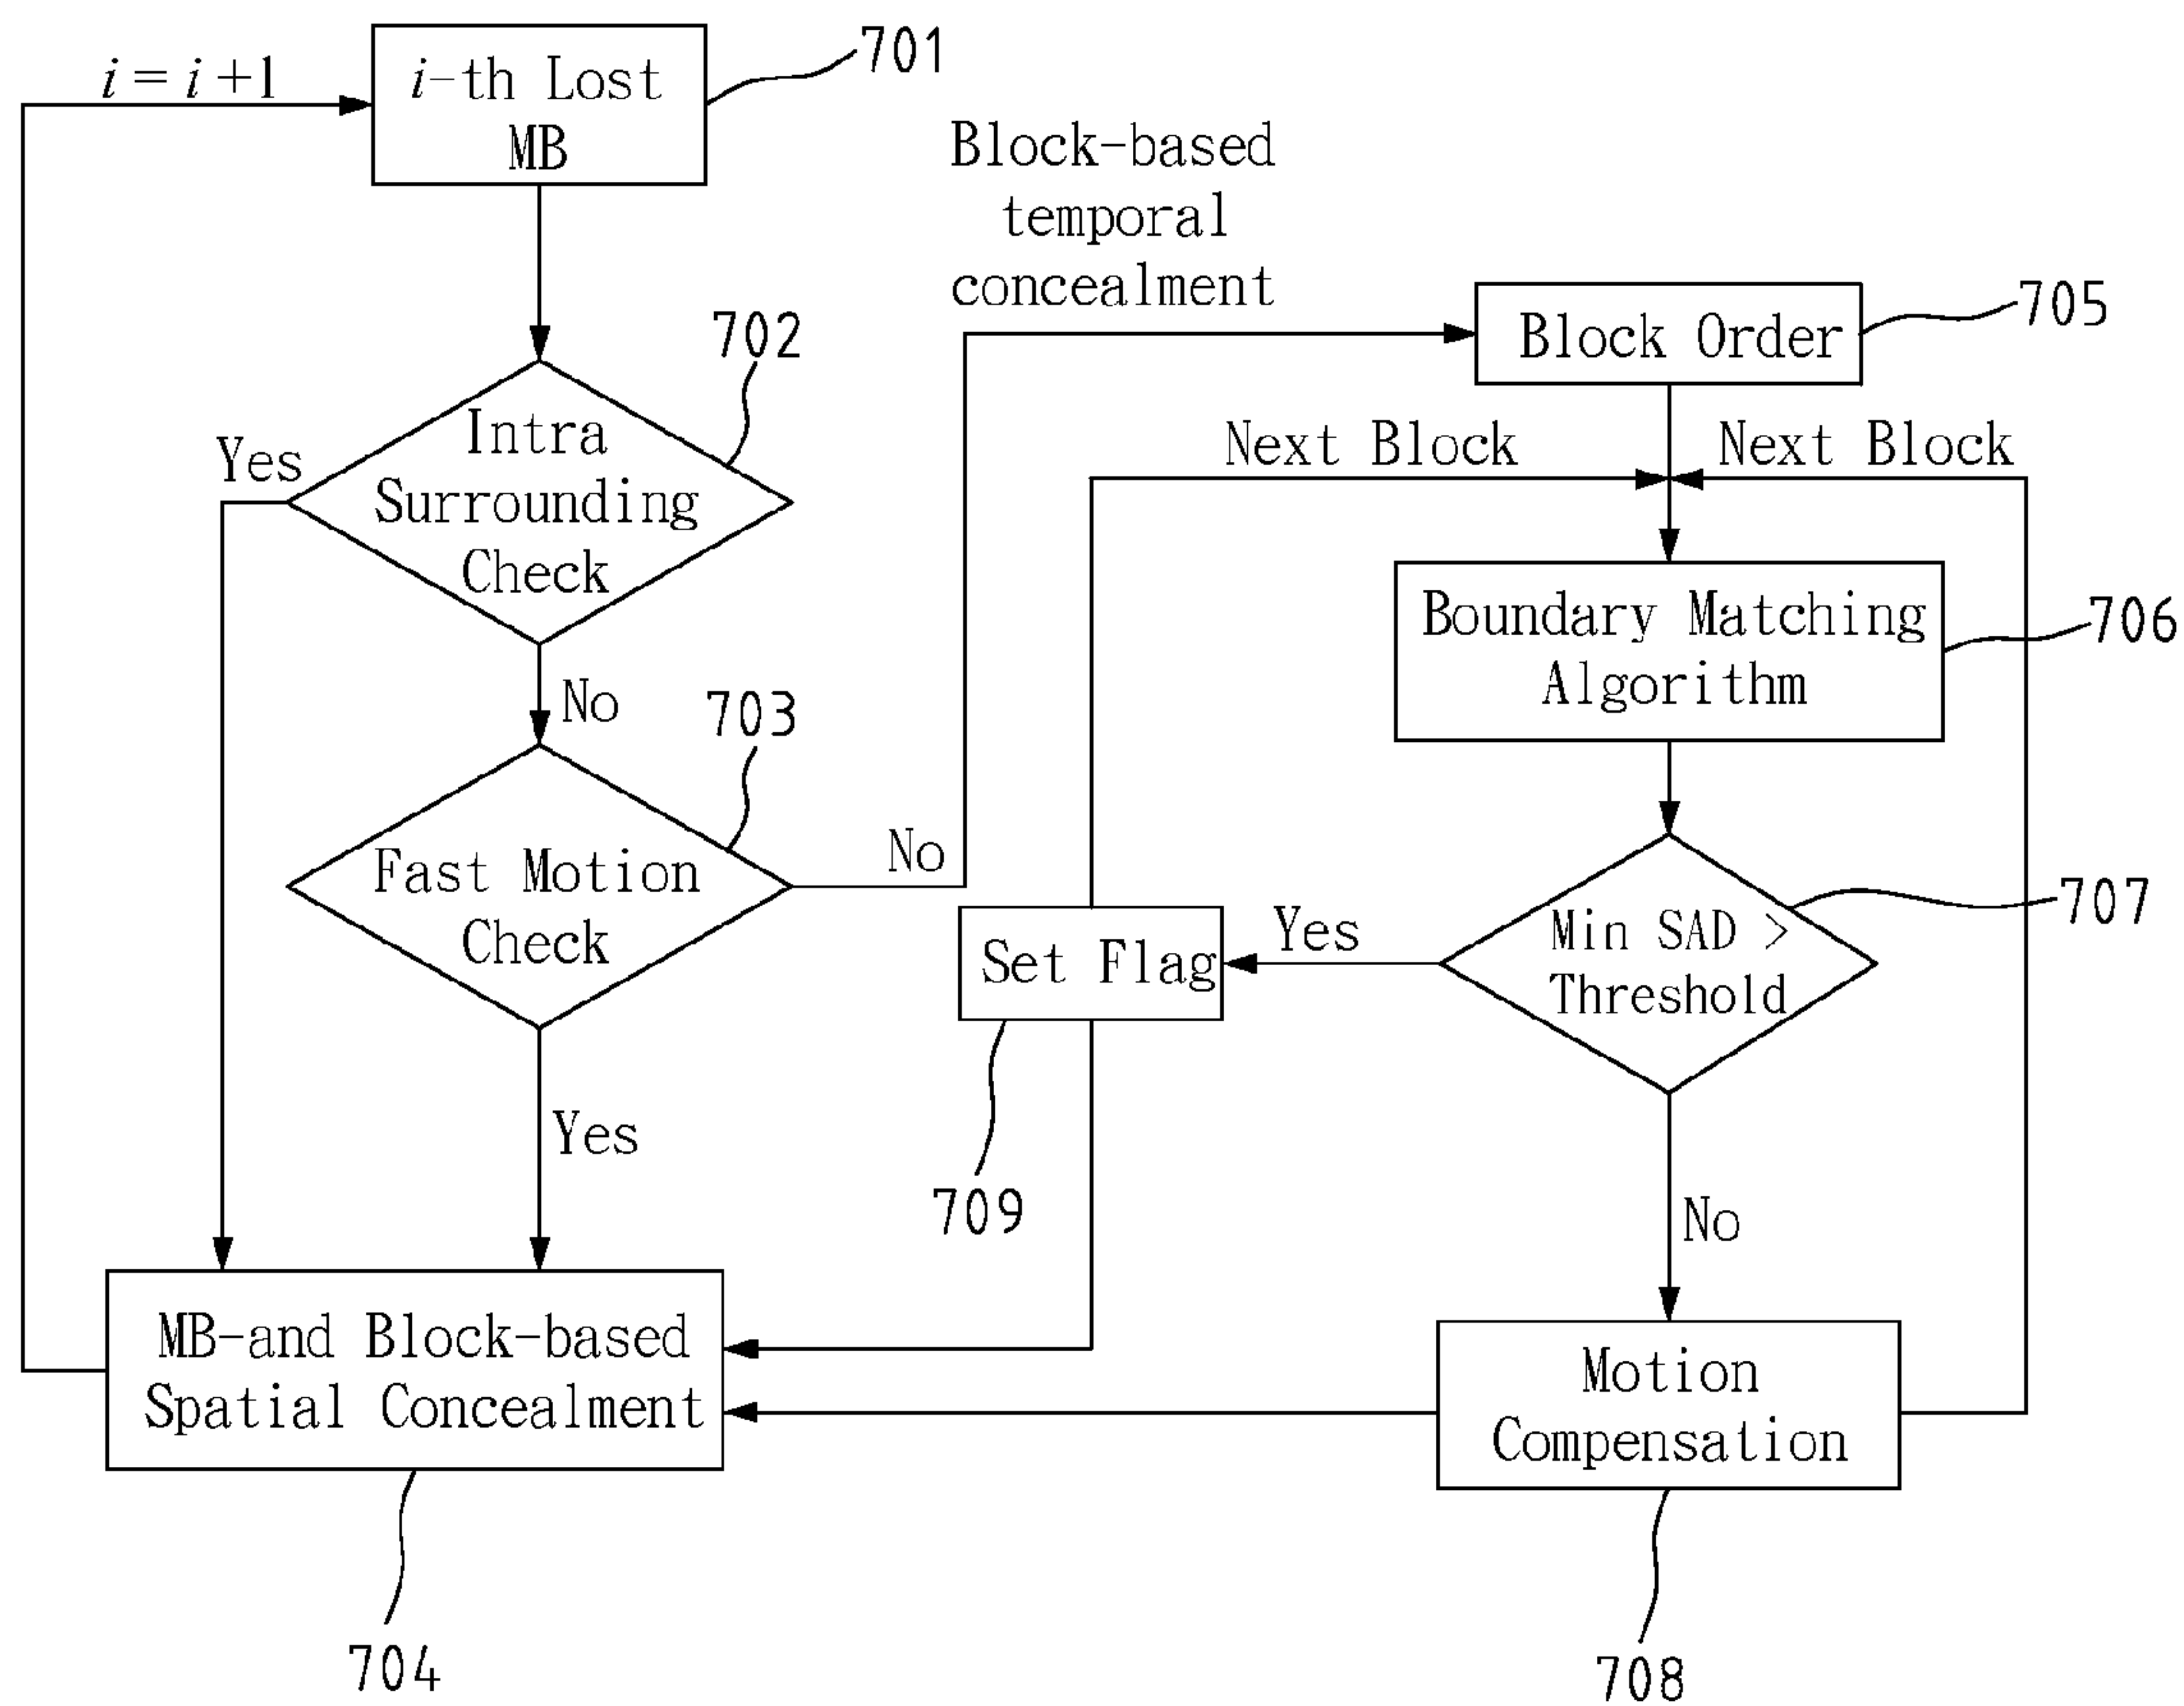 i = i +1
i-th Lost
MB
701
Block-based
temporal
concealment
702
Intra
Surrounding
Check
Yes
No
703
Fast Motion
Check
No
Yes
MB-and Block-based
Spatial Concealment
704
Block Order
705
Next Block
Next Block
Boundary Matching
Algorithm
706
Min SAD >
Threshold
707
Yes
Set Flag
709
No
Motion
Compensation
708